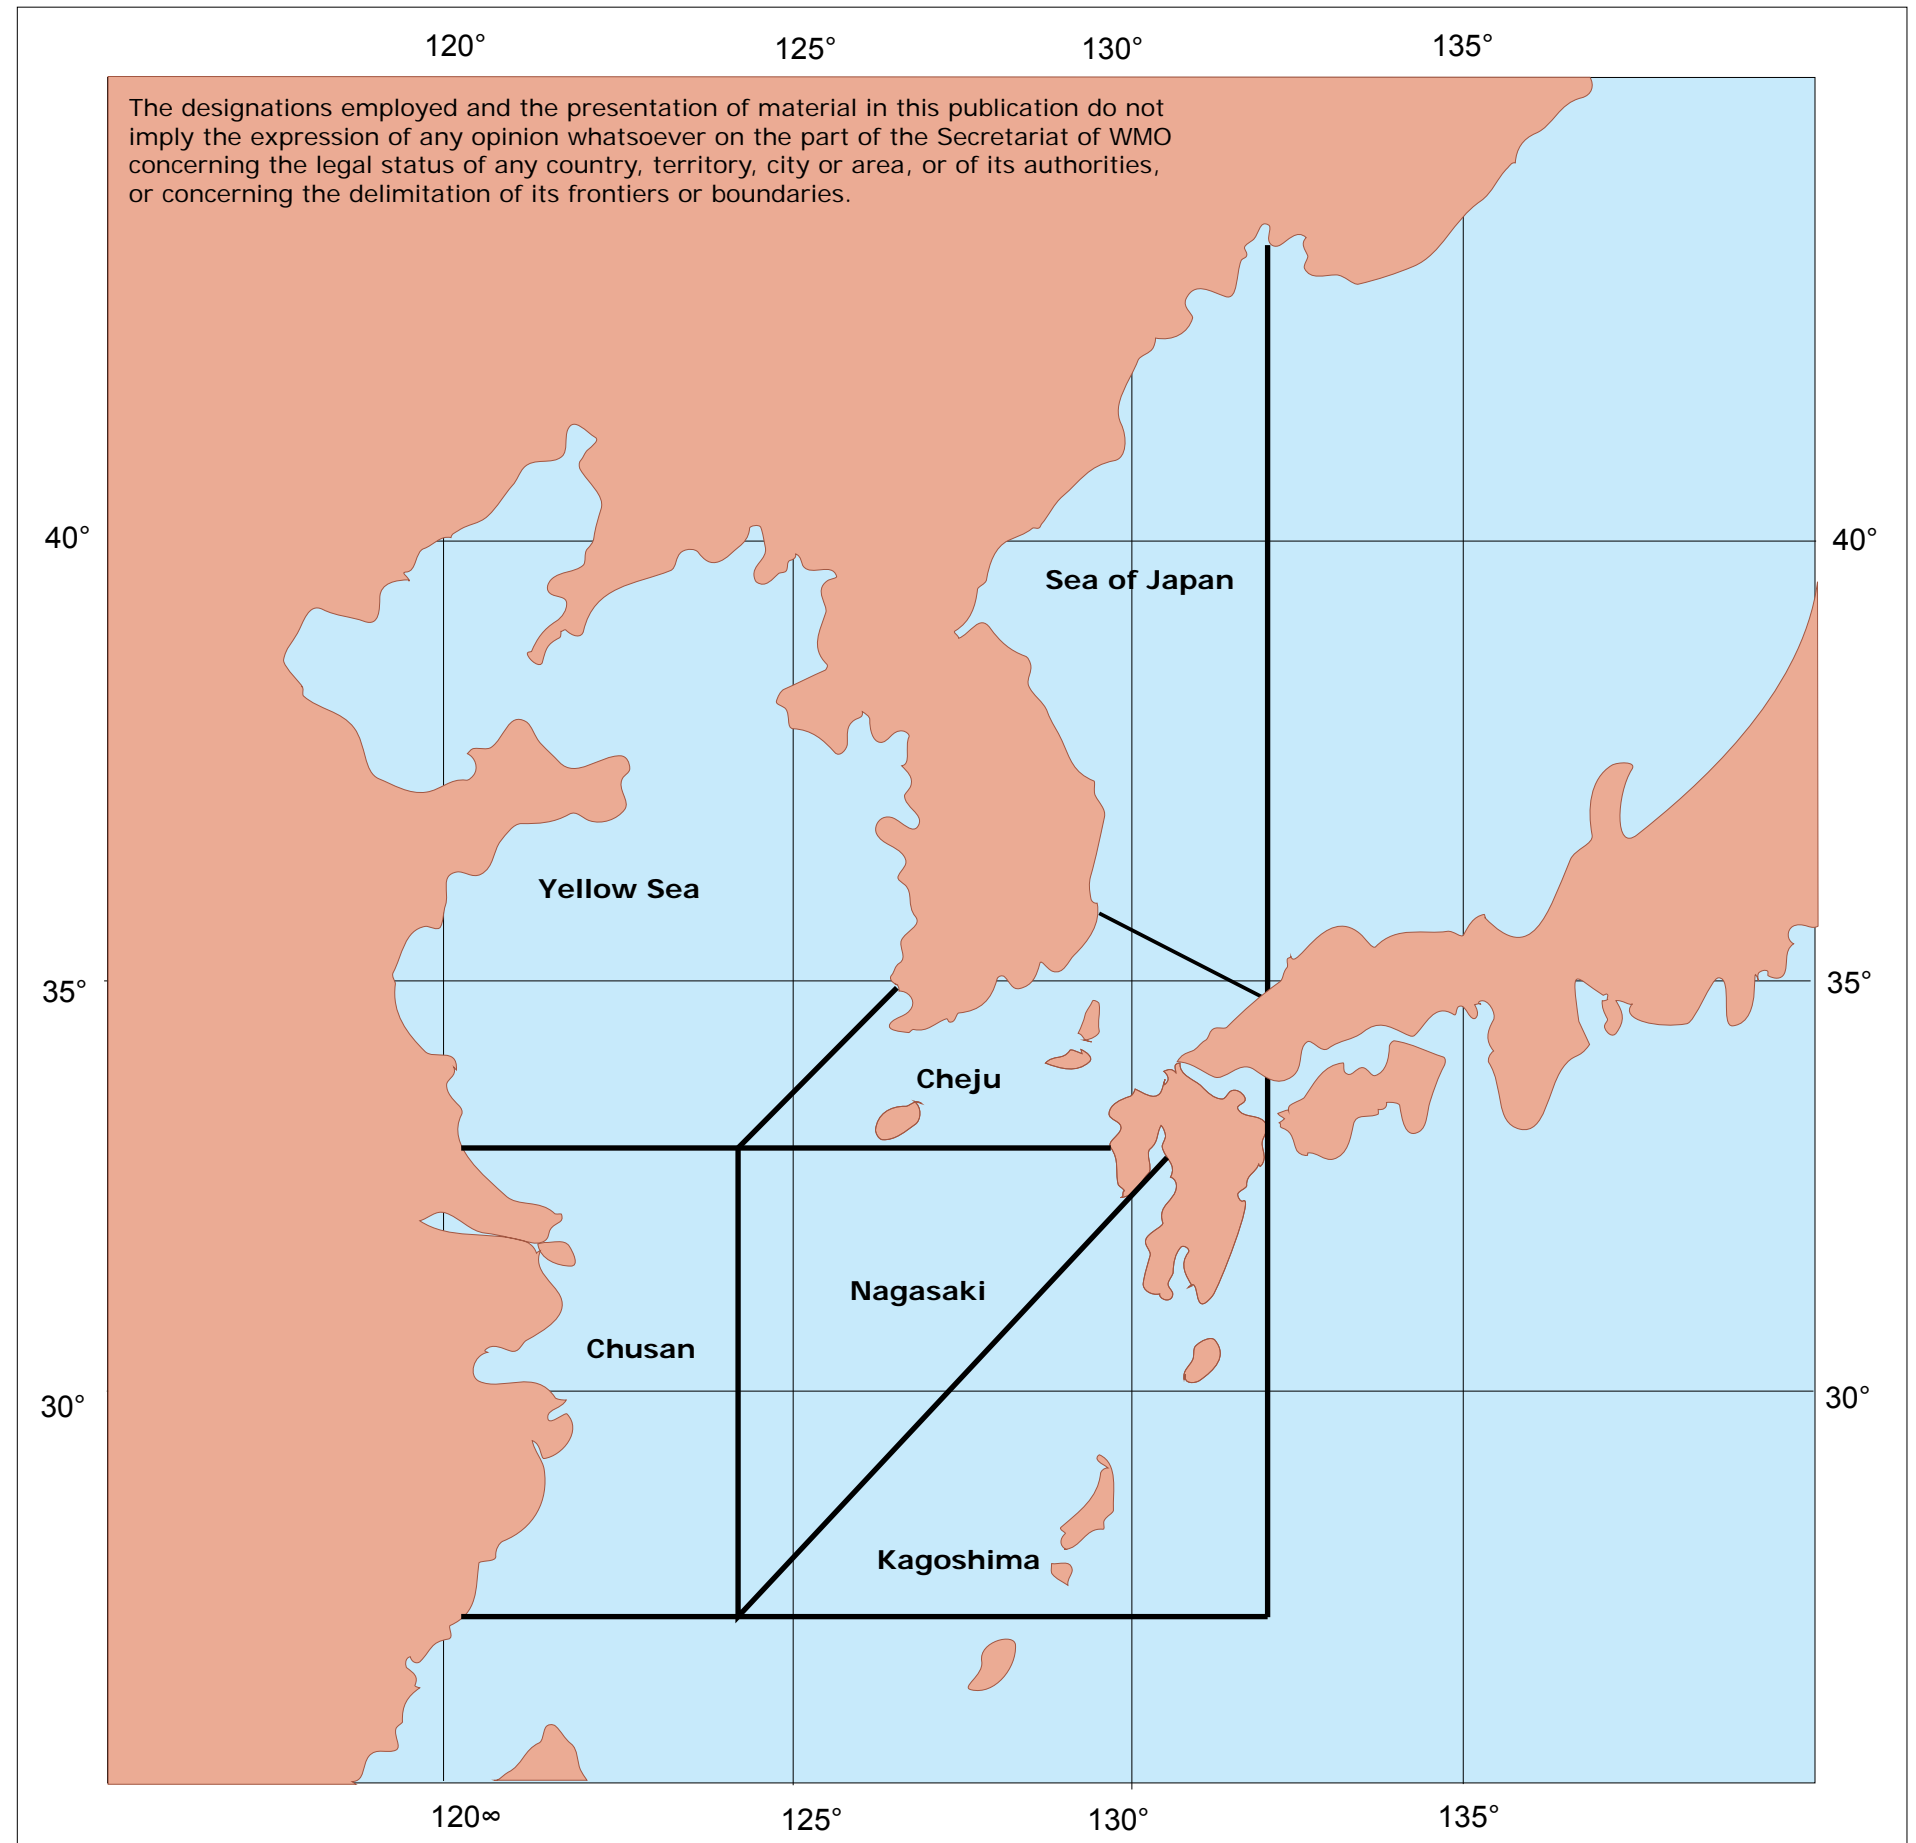 120° 125° 130° 135°
The designations employed and the presentation of material in this publication do not
imply the expression of any opinion whatsoever on the part of the Secretariat of WMO
concerning the legal status of any country, territory, city or area, or of its authorities,
or concerning the delimitation of its frontiers or boundaries.
40° 40°
Sea of Japan
Yellow Sea
35° 35°
Cheju
Nagasaki
Chusan
30° 30°
Kagoshima
120∞ 125° 130° 135°